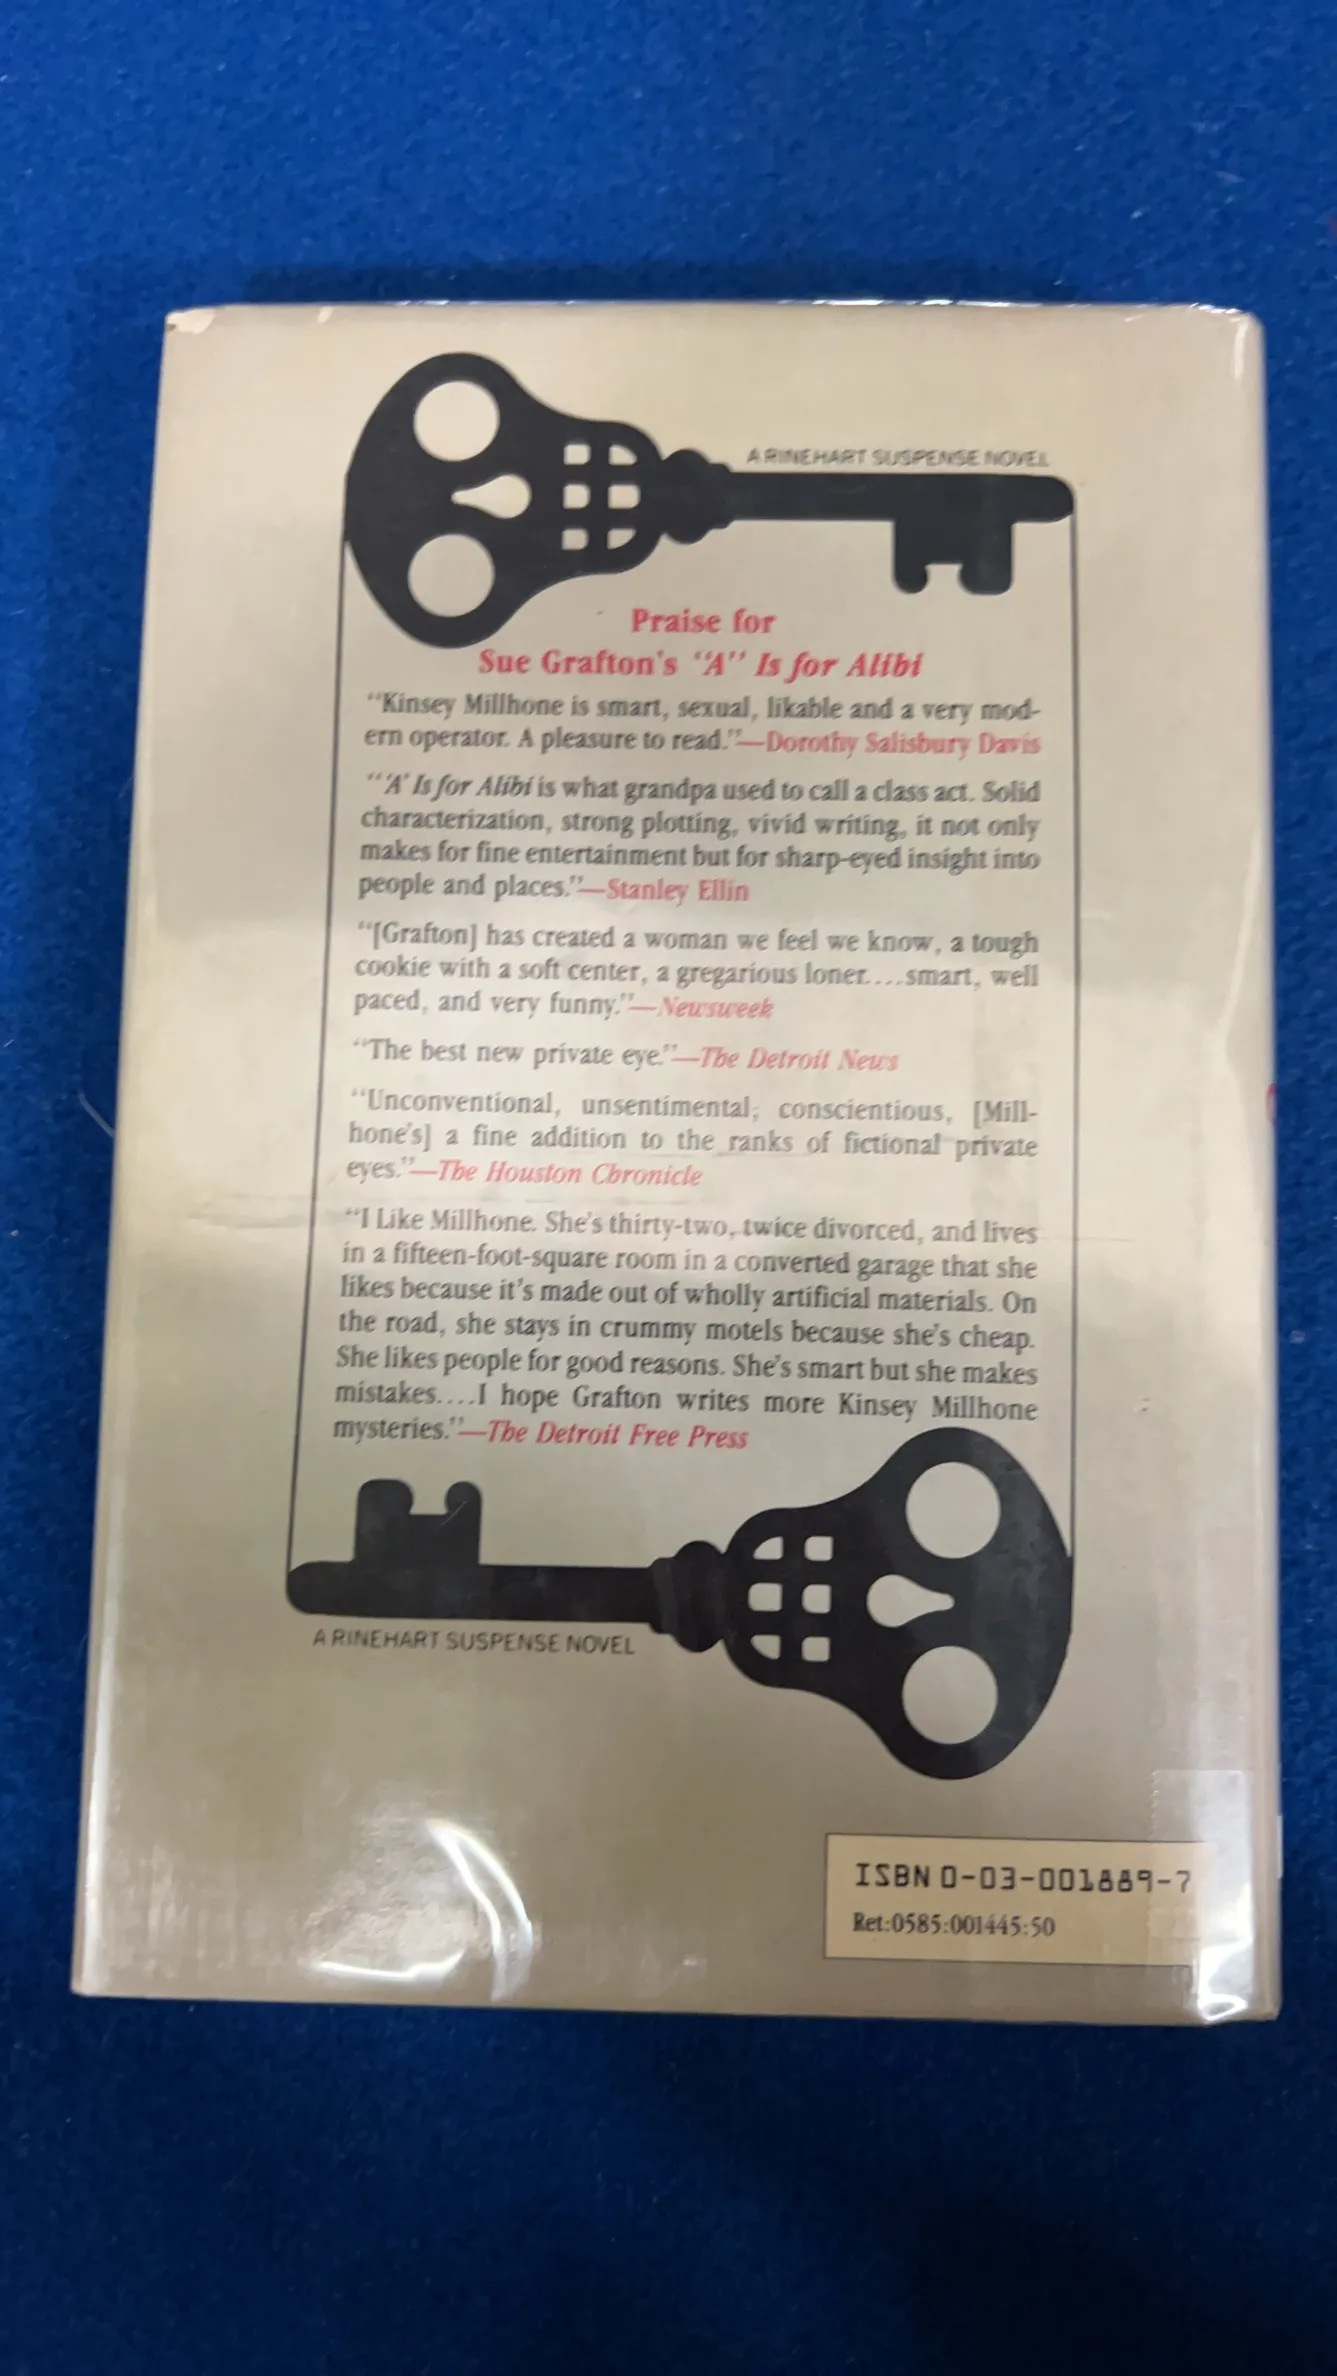 A RINEHART SUSPENSE NOVEL
Praise for
Sue Grafton's "A" Is for Alibi
"Kinsey Millhone is smart, sexual, likable and a very mod-
ern operator. A pleasure to read."—Dorothy Salisbury Davis
"'A' Is for Alibi is what grandpa used to call a class act. Solid
characterization, strong plotting, vivid writing, it not only
makes for fine entertainment but for sharp-eyed insight into
people and places."—Stanley Ellin
"[Grafton] has created a woman we feel we know, a tough
cookie with a soft center, a gregarious loner....smart, well
paced, and very funny."—Newsweek
"The best new private eye."—The Detroit News
"Unconventional, unsentimental, conscientious, [Mill-
hone's] a fine addition to the ranks of fictional private
eyes."—The Houston Chronicle
"I Like Millhone. She's thirty-two, twice divorced, and lives
in a fifteen-foot-square room in a converted garage that she
likes because it's made out of wholly artificial materials. On
the road, she stays in crummy motels because she's cheap.
She likes people for good reasons. She's smart but she makes
mistakes....I hope Grafton writes more Kinsey Millhone
mysteries."—The Detroit Free Press
A RINEHART SUSPENSE NOVEL
ISBN 0-03-001889-7
Ret:0585:001445:50